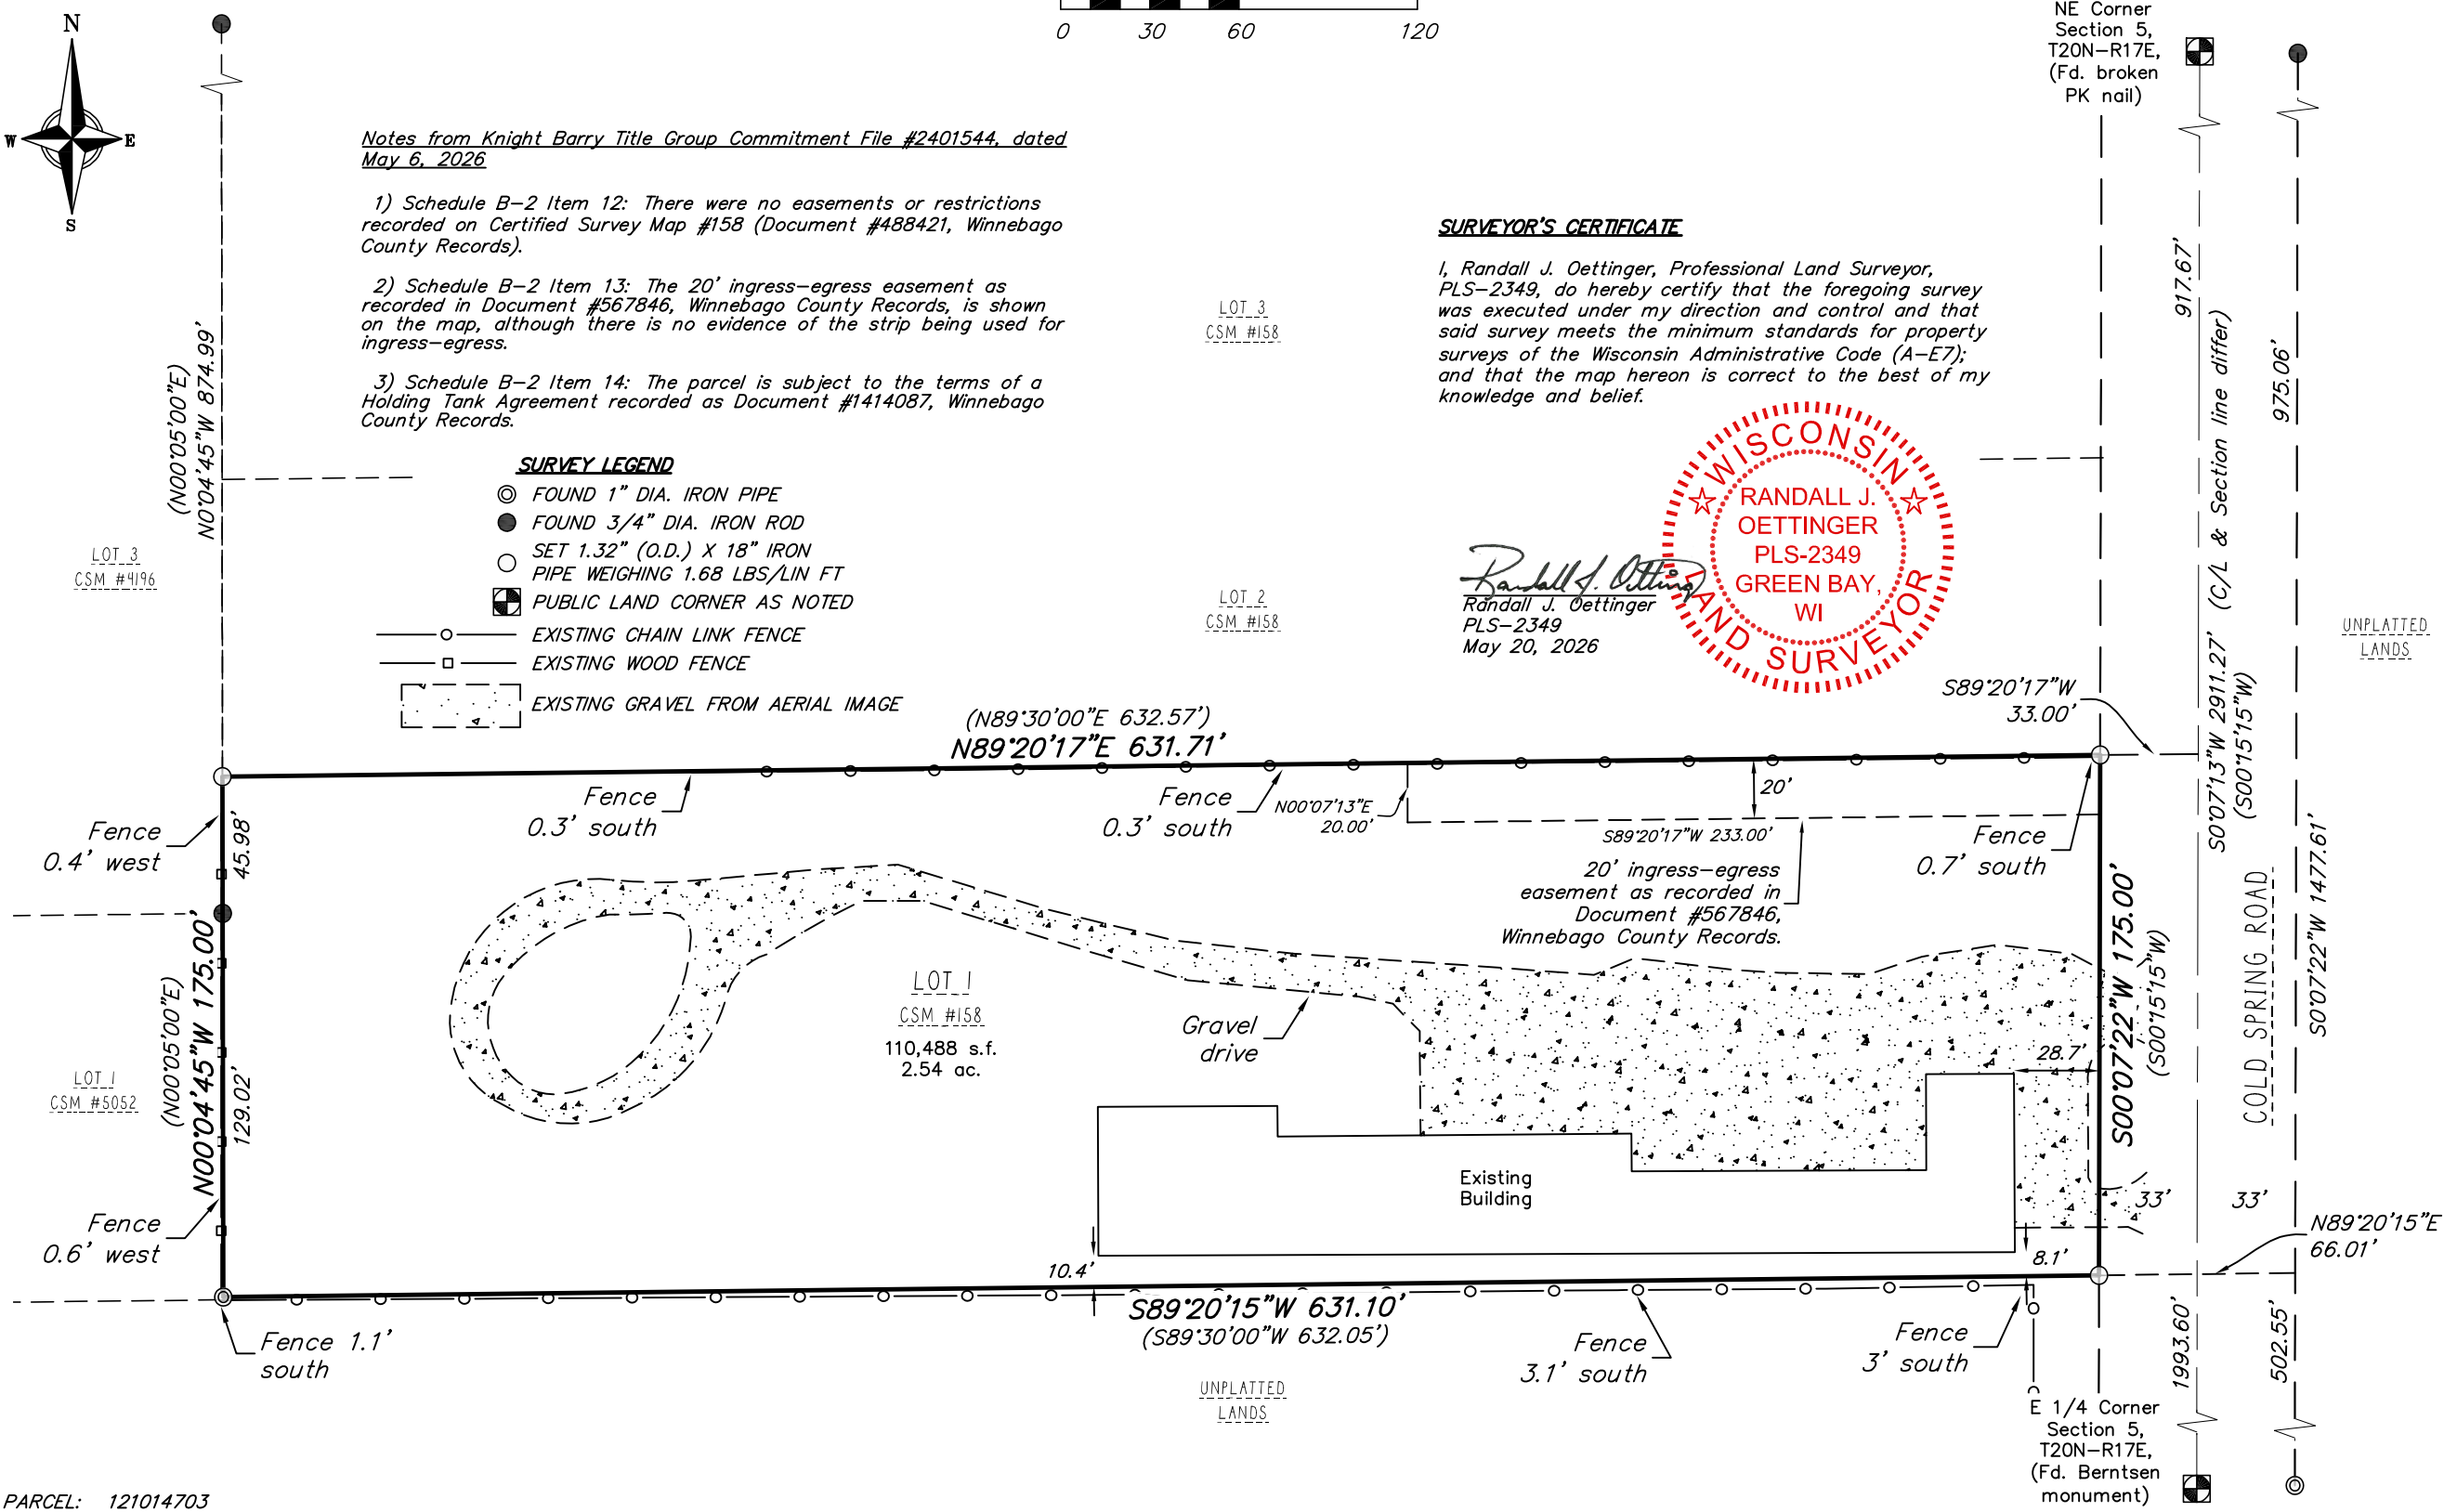 0 30 60 120
N
W E
S
NE Corner
Section 5,
T20N-R17E,
(Fd. broken
PK nail)
Notes from Knight Barry Title Group Commitment File #2401544, dated
May 6, 2026
1) Schedule B-2 Item 12: There were no easements or restrictions
recorded on Certified Survey Map #158 (Document #488421, Winnebago
County Records).
2) Schedule B-2 Item 13: The 20' ingress-egress easement as
recorded in Document #567846, Winnebago County Records, is shown
on the map, although there is no evidence of the strip being used for
ingress-egress.
3) Schedule B-2 Item 14: The parcel is subject to the terms of a
Holding Tank Agreement recorded as Document #1414087, Winnebago
County Records.
SURVEY LEGEND
FOUND 1" DIA. IRON PIPE
FOUND 3/4" DIA. IRON ROD
SET 1.32" (O.D.) X 18" IRON
PIPE WEIGHING 1.68 LBS/LIN FT
PUBLIC LAND CORNER AS NOTED
EXISTING CHAIN LINK FENCE
EXISTING WOOD FENCE
EXISTING GRAVEL FROM AERIAL IMAGE
LOT 3
CSM #158
LOT 2
CSM #158
SURVEYOR'S CERTIFICATE
I, Randall J. Oettinger, Professional Land Surveyor,
PLS-2349, do hereby certify that the foregoing survey
was executed under my direction and control and that
said survey meets the minimum standards for property
surveys of the Wisconsin Administrative Code (A-E7);
and that the map hereon is correct to the best of my
knowledge and belief.
WISCONSIN
RANDALL J.
OETTINGER
PLS-2349
GREEN BAY,
WI
LAND SURVEYOR
Randall J. Oettinger
Randall J. Oettinger
PLS-2349
May 20, 2026
(N00°05'00"E)
N0°04'45"W 874.99'
LOT 3
CSM #4196
917.67'
S0°07'13"W 2911.27' (C/L & Section line differ)
(S00°15'15"W)
975.06'
UNPLATTED
LANDS
S89°20'17"W
33.00'
(N89°30'00"E 632.57')
N89°20'17"E 631.71'
Fence
0.4' west
45.98'
Fence
0.3' south
Fence
0.3' south
N00°07'13"E
20.00'
20'
S89°20'17"W 233.00'
20' ingress-egress
easement as recorded in
Document #567846,
Winnebago County Records.
Fence
0.7' south
S0°07'22"W 1477.61'
COLD SPRING ROAD
N00°04'45"W 175.00'
(N00°05'00"E)
129.02'
LOT 1
CSM #5052
LOT 1
CSM #158
110,488 s.f.
2.54 ac.
Gravel
drive
28.7'
S00°07'22"W 175.00'
(S00°15'15"W)
Existing
Building
33' 33'
N89°20'15"E
66.01'
Fence
0.6' west
10.4'
8.1'
S89°20'15"W 631.10'
(S89°30'00"W 632.05')
Fence 1.1'
south
Fence
3.1' south
Fence
3' south
1993.60'
502.55'
UNPLATTED
LANDS
E 1/4 Corner
Section 5,
T20N-R17E,
(Fd. Berntsen
monument)
PARCEL: 121014703